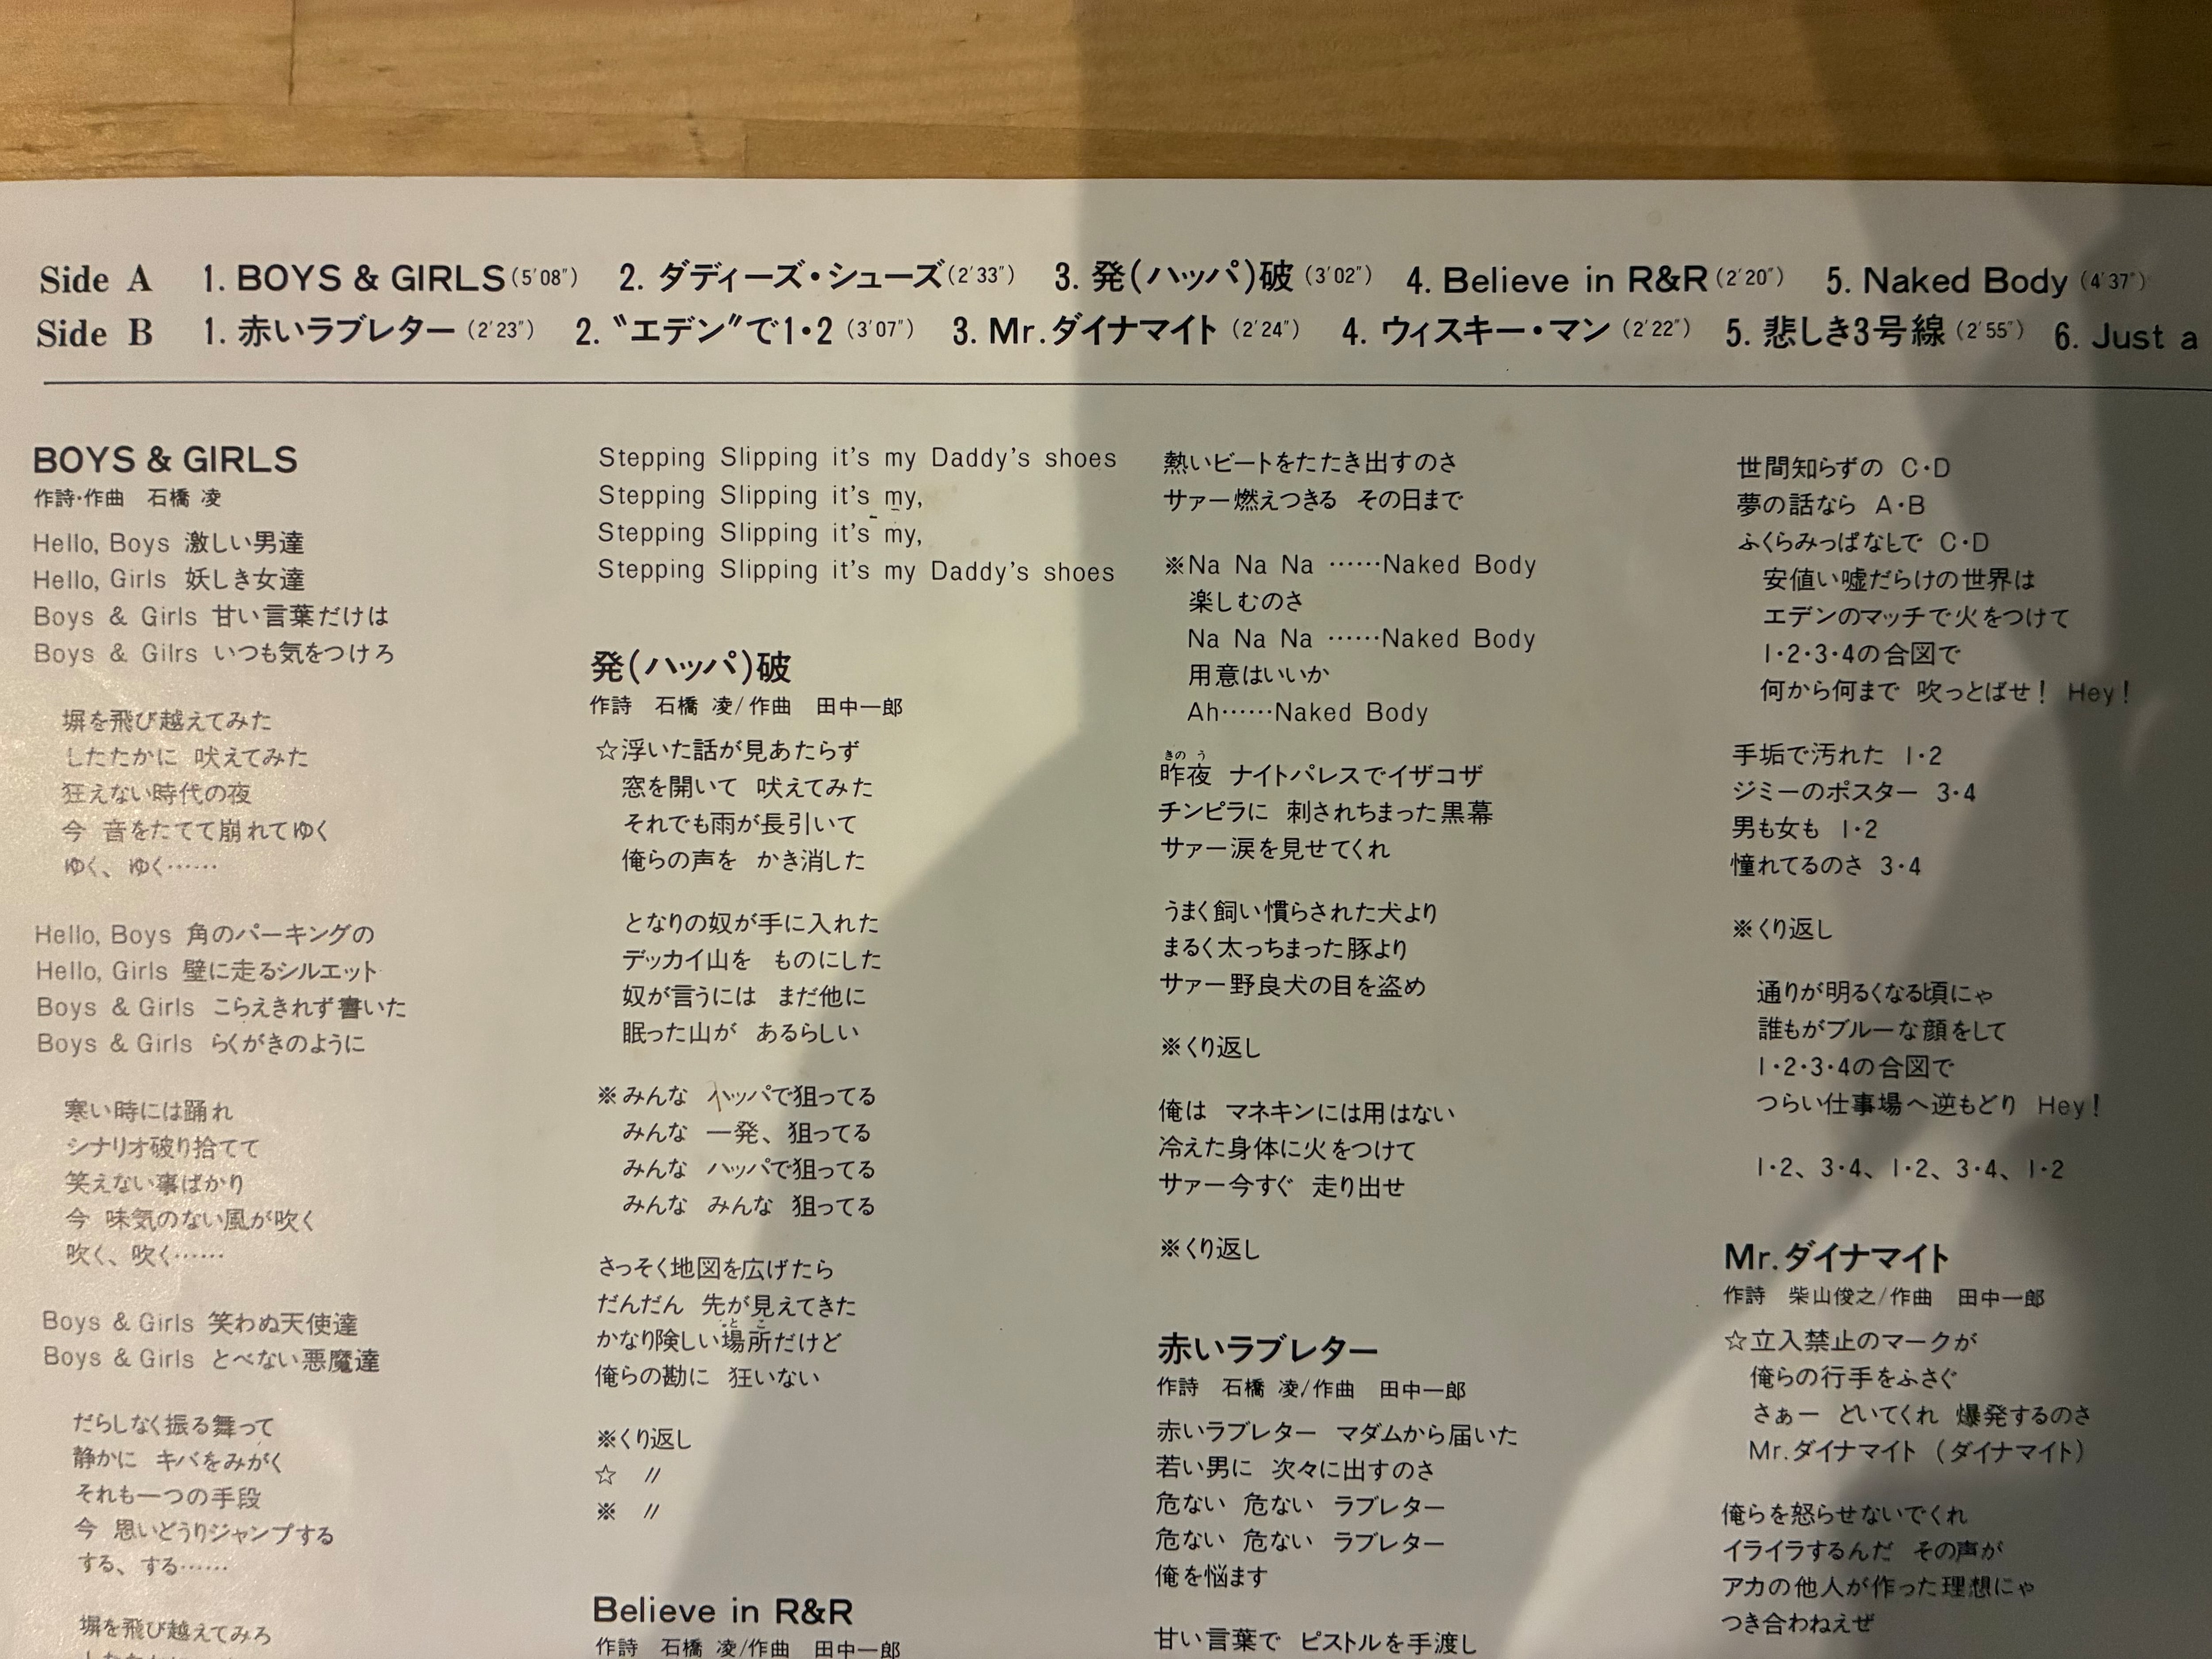 Side A 1. BOYS & GIRLS(5'08") 2. ダディーズ・シューズ(2'33") 3. 発(ハッパ)破(3'02") 4. Believe in R&R(2'20") 5. Naked Body(4'37")
Side B 1. 赤いラブレター(2'23") 2. 〝エデン〞で1・2(3'07") 3. Mr.ダイナマイト(2'24") 4. ウィスキー・マン(2'22") 5. 悲しき3号線(2'55") 6. Just a
BOYS & GIRLS
作詩・作曲 石橋 凌
Hello, Boys 激しい男達
Hello, Girls 妖しき女達
Boys & Girls 甘い言葉だけは
Boys & Gilrs いつも気をつけろ
塀を飛び越えてみた
したたかに 吠えてみた
狂えない時代の夜
今 音をたてて崩れてゆく
ゆく、ゆく……
Hello, Boys 角のパーキングの
Hello, Girls 壁に走るシルエット
Boys & Girls こらえきれず書いた
Boys & Girls らくがきのように
寒い時には踊れ
シナリオ破り捨てて
笑えない事ばかり
今 味気のない風が吹く
吹く、吹く……
Boys & Girls 笑わぬ天使達
Boys & Girls とべない悪魔達
だらしなく振る舞って
静かに キバをみがく
それも一つの手段
今 思いどうりジャンプする
する、する……
塀を飛び越えてみろ
Stepping Slipping it's my Daddy's shoes
Stepping Slipping it's my,
Stepping Slipping it's my,
Stepping Slipping it's my Daddy's shoes
発(ハッパ)破
作詩 石橋 凌/作曲 田中一郎
☆浮いた話が見あたらず
窓を開いて 吠えてみた
それでも雨が長引いて
俺らの声を かき消した
となりの奴が手に入れた
デッカイ山を ものにした
奴が言うには まだ他に
眠った山が あるらしい
※みんな ハッパで狙ってる
みんな 一発、狙ってる
みんな ハッパで狙ってる
みんな みんな 狙ってる
さっそく地図を広げたら
だんだん 先が見えてきた
とこ
かなり険しい場所だけど
俺らの勘に 狂いない
※くり返し
☆ 〃
※ 〃
Believe in R&R
作詩 石橋 凌/作曲 田中一郎
熱いビートをたたき出すのさ
サァー燃えつきる その日まで
※Na Na Na ……Naked Body
楽しむのさ
Na Na Na ……Naked Body
用意はいいか
Ah……Naked Body
きのう
昨夜 ナイトパレスでイザコザ
チンピラに 刺されちまった黒幕
サァー涙を見せてくれ
うまく飼い慣らされた犬より
まるく太っちまった豚より
サァー野良犬の目を盗め
※くり返し
俺は マネキンには用はない
冷えた身体に火をつけて
サァー今すぐ 走り出せ
※くり返し
赤いラブレター
作詩 石橋 凌/作曲 田中一郎
赤いラブレター マダムから届いた
若い男に 次々に出すのさ
危ない 危ない ラブレター
危ない 危ない ラブレター
俺を悩ます
甘い言葉で ピストルを手渡し
世間知らずの C・D
夢の話なら A・B
ふくらみっぱなしで C・D
安値い嘘だらけの世界は
エデンのマッチで火をつけて
1・2・3・4の合図で
何から何まで 吹っとばせ! Hey!
手垢で汚れた 1・2
ジミーのポスター 3・4
男も女も 1・2
憧れてるのさ 3・4
※くり返し
通りが明るくなる頃にゃ
誰もがブルーな顔をして
1・2・3・4の合図で
つらい仕事場へ逆もどり Hey!
1・2、3・4、1・2、3・4、1・2
Mr.ダイナマイト
作詩 柴山俊之/作曲 田中一郎
☆立入禁止のマークが
俺らの行手をふさぐ
さぁー どいてくれ 爆発するのさ
Mr.ダイナマイト (ダイナマイト)
俺らを怒らせないでくれ
イライラするんだ その声が
アカの他人が作った理想にゃ
つき合わねえぜ